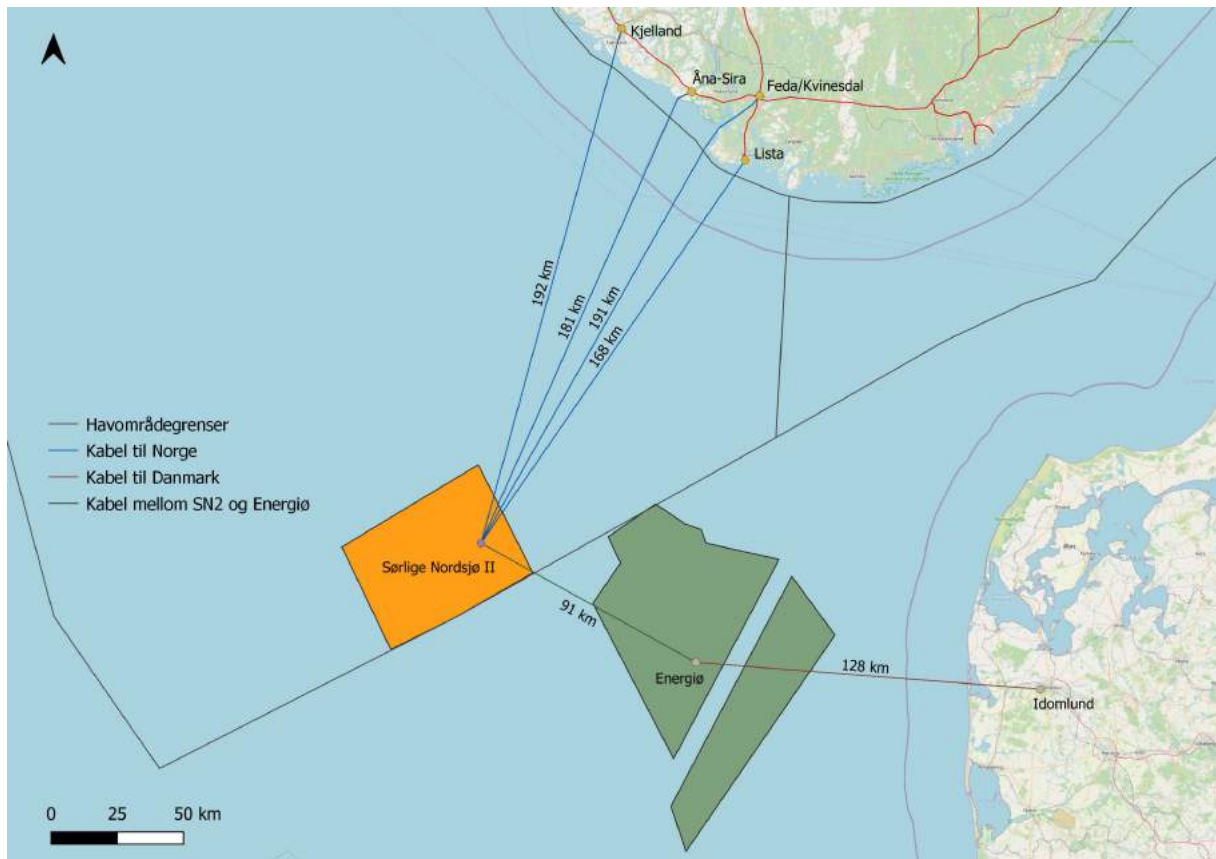 Kjelland
Åna-Sira
Feda/Kvinesdal
Lista
192 km
181 km
191 km
168 km
Havområdegrenser
Kabel til Norge
Kabel til Danmark
Kabel mellom SN2 og Energiø
Sørlige Nordsjø II
91 km
Energiø
128 km
Idomlund
0 25 50 km